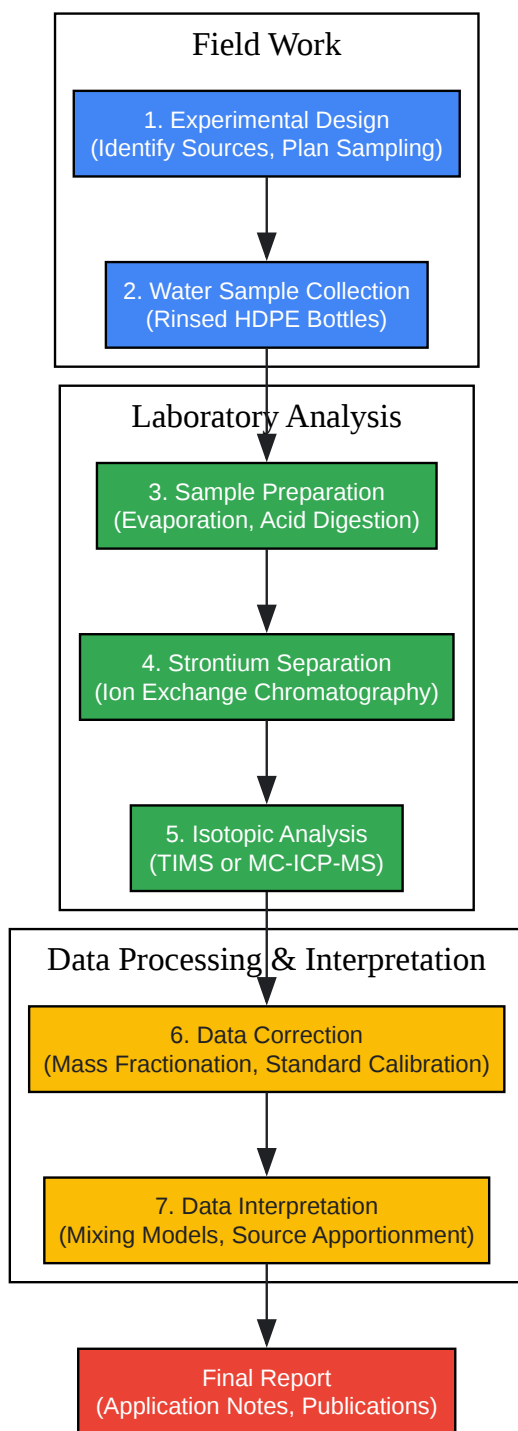 Field Work
1. Experimental Design
(Identify Sources, Plan Sampling)
2. Water Sample Collection
(Rinsed HDPE Bottles)
Laboratory Analysis
3. Sample Preparation
(Evaporation, Acid Digestion)
4. Strontium Separation
(Ion Exchange Chromatography)
5. Isotopic Analysis
(TIMS or MC-ICP-MS)
Data Processing & Interpretation
6. Data Correction
(Mass Fractionation, Standard Calibration)
7. Data Interpretation
(Mixing Models, Source Apportionment)
Final Report
(Application Notes, Publications)